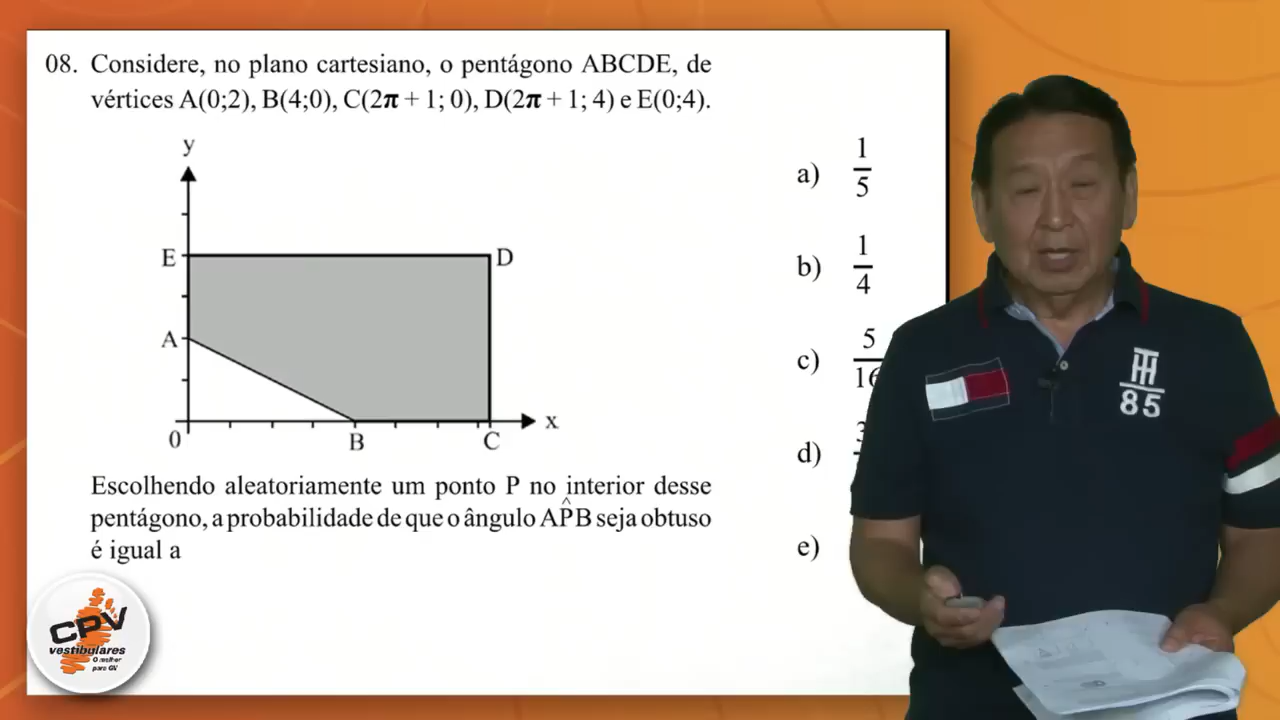 08. Considere, no plano cartesiano, o pentágono ABCDE, de
vértices A(0;2), B(4;0), C(2π + 1; 0), D(2π + 1; 4) e E(0;4).
y
E
D
A
0
B
C
x
Escolhendo aleatoriamente um ponto P no interior desse
pentágono, a probabilidade de que o ângulo AP̂B seja obtuso
é igual a
a) 1/5
b) 1/4
c) 5/16
d)
e)
TH
85
CPV
vestibulares
O melhor
para GV